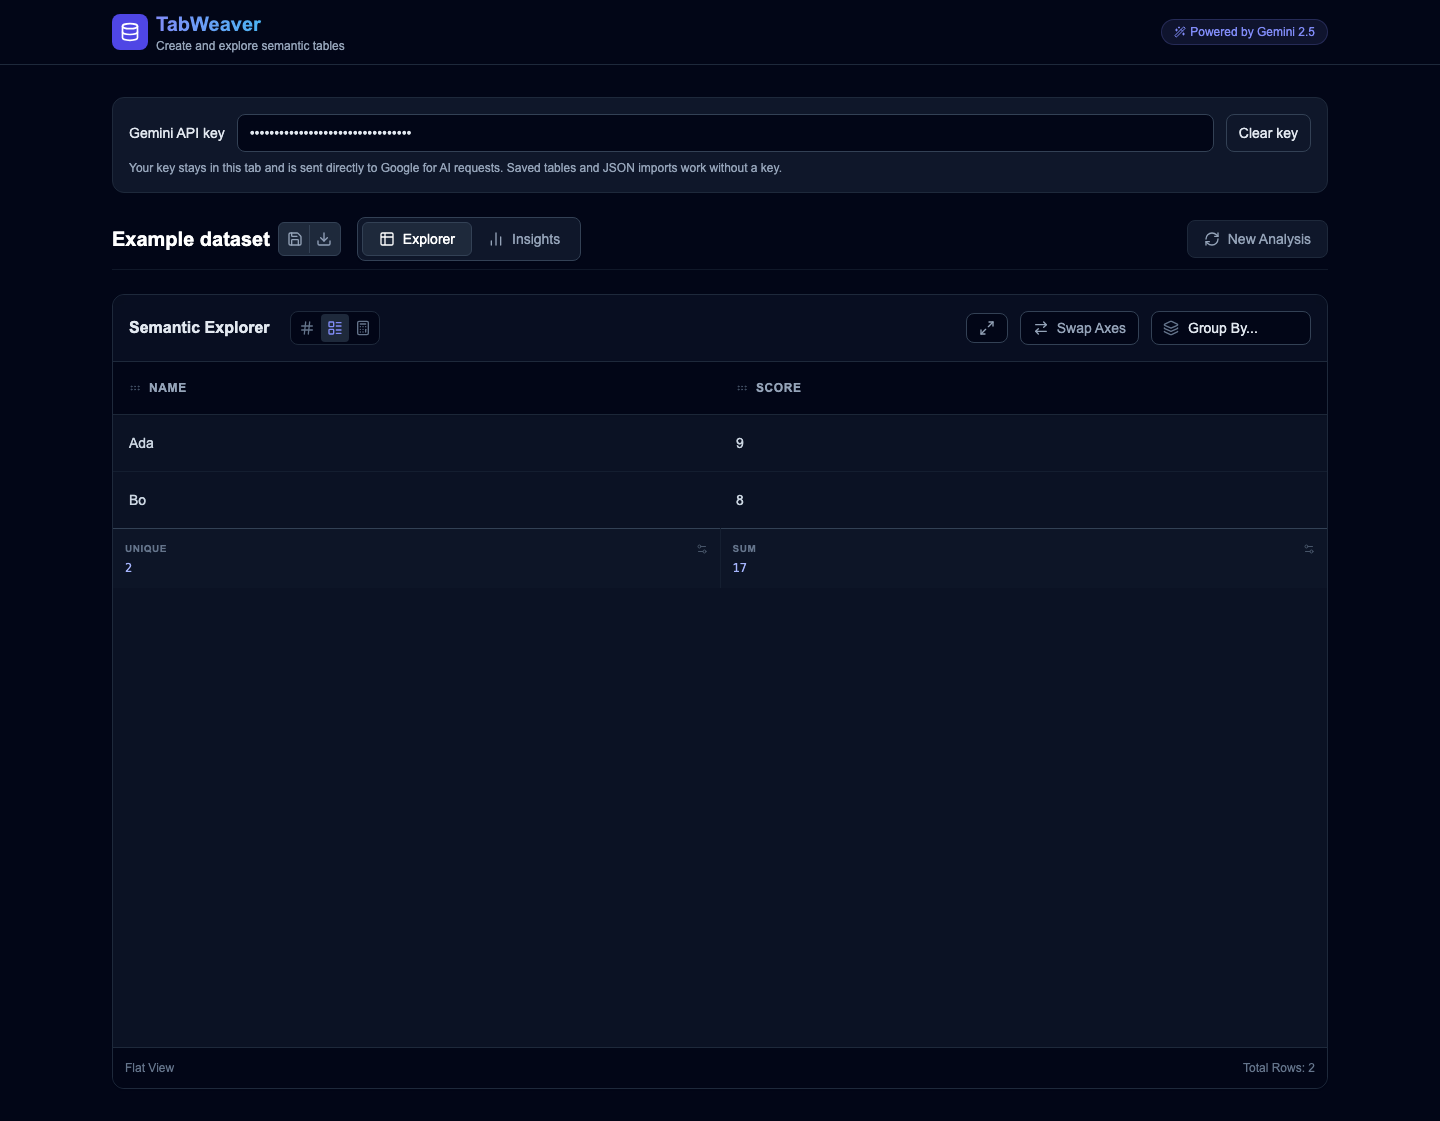 TabWeaver
Create and explore semantic tables
Powered by Gemini 2.5
Gemini API key
••••••••••••••••••••••••••••••••
Clear key
Your key stays in this tab and is sent directly to Google for AI requests. Saved tables and JSON imports work without a key.
Example dataset
Explorer
Insights
New Analysis
Semantic Explorer
Swap Axes
Group By...
NAME
SCORE
Ada
9
Bo
8
UNIQUE
SUM
2
17
Flat View
Total Rows: 2